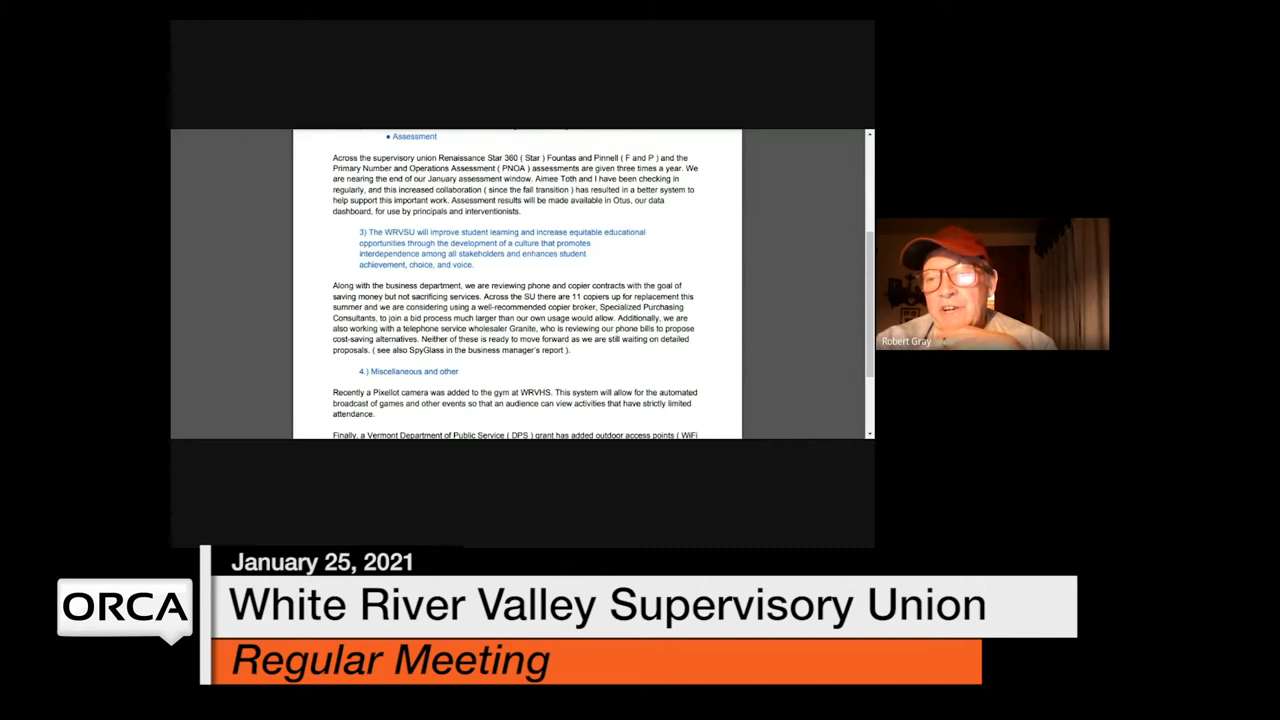 ● Assessment
Across the supervisory union Renaissance Star 360 ( Star ) Fountas and Pinnell ( F and P ) and the
Primary Number and Operations Assessment ( PNOA ) assessments are given three times a year. We
are nearing the end of our January assessment window. Aimee Toth and I have been checking in
regularly, and this increased collaboration ( since the fall transition ) has resulted in a better system to
help support this important work. Assessment results will be made available in Otus, our data
dashboard, for use by principals and interventionists.
3) The WRVSU will improve student learning and increase equitable educational
opportunities through the development of a culture that promotes
interdependence among all stakeholders and enhances student
achievement, choice, and voice.
Along with the business department, we are reviewing phone and copier contracts with the goal of
saving money but not sacrificing services. Across the SU there are 11 copiers up for replacement this
summer and we are considering using a well-recommended copier broker, Specialized Purchasing
Consultants, to join a bid process much larger than our own usage would allow. Additionally, we are
also working with a telephone service wholesaler Granite, who is reviewing our phone bills to propose
cost-saving alternatives. Neither of these is ready to move forward as we are still waiting on detailed
proposals. ( see also SpyGlass in the business manager's report ).
4.) Miscellaneous and other
Recently a Pixellot camera was added to the gym at WRVHS. This system will allow for the automated
broadcast of games and other events so that an audience can view activities that have strictly limited
attendance.
Finally, a Vermont Department of Public Service ( DPS ) grant has added outdoor access points ( WiFi
Robert Gray
January 25, 2021
ORCA
White River Valley Supervisory Union
Regular Meeting